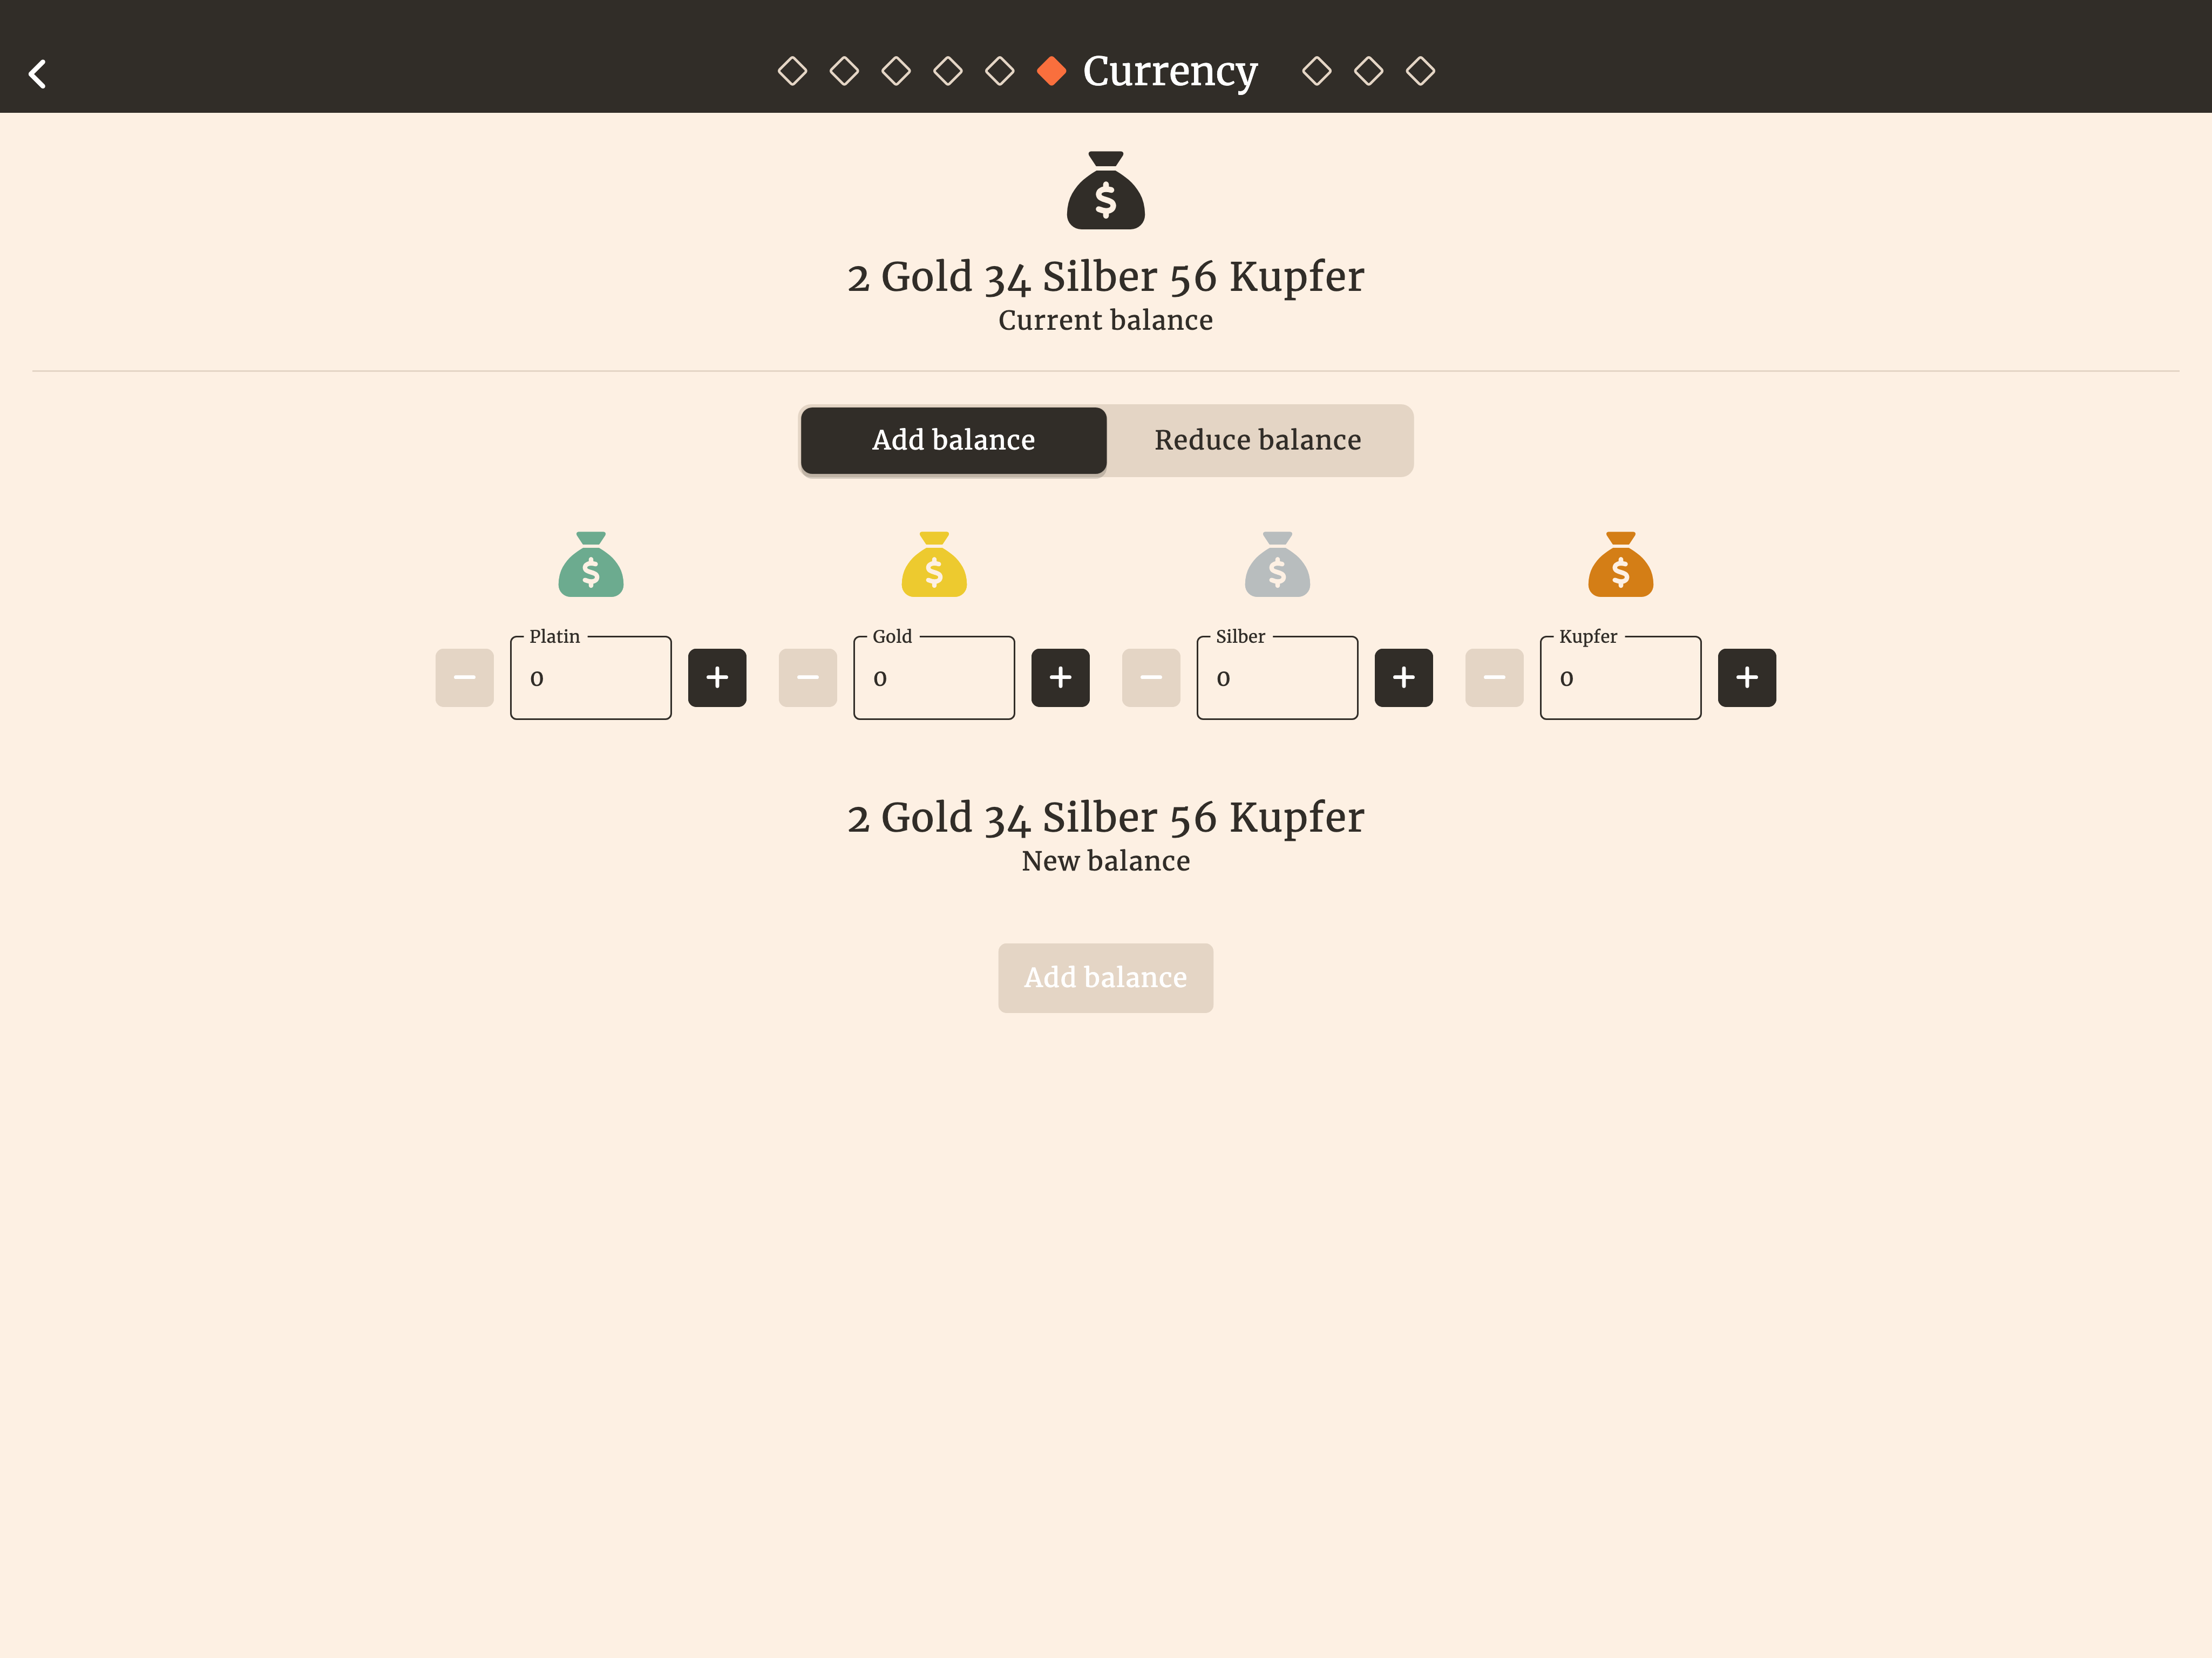 Currency
2 Gold 34 Silber 56 Kupfer
Current balance
Add balance
Reduce balance
Platin
Gold
Silber
Kupfer
0
0
0
0
2 Gold 34 Silber 56 Kupfer
New balance
Add balance